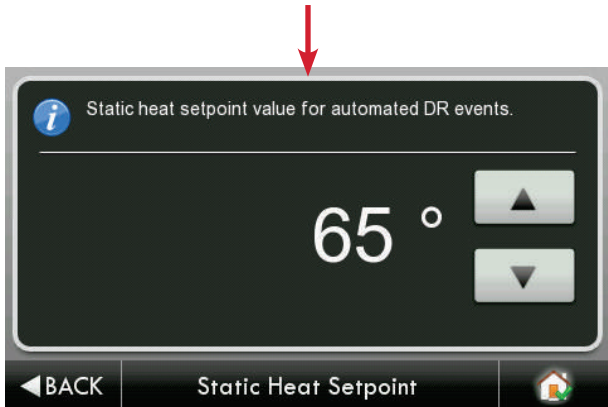 Static heat setpoint value for automated DR events.
65 °
BACK
Static Heat Setpoint